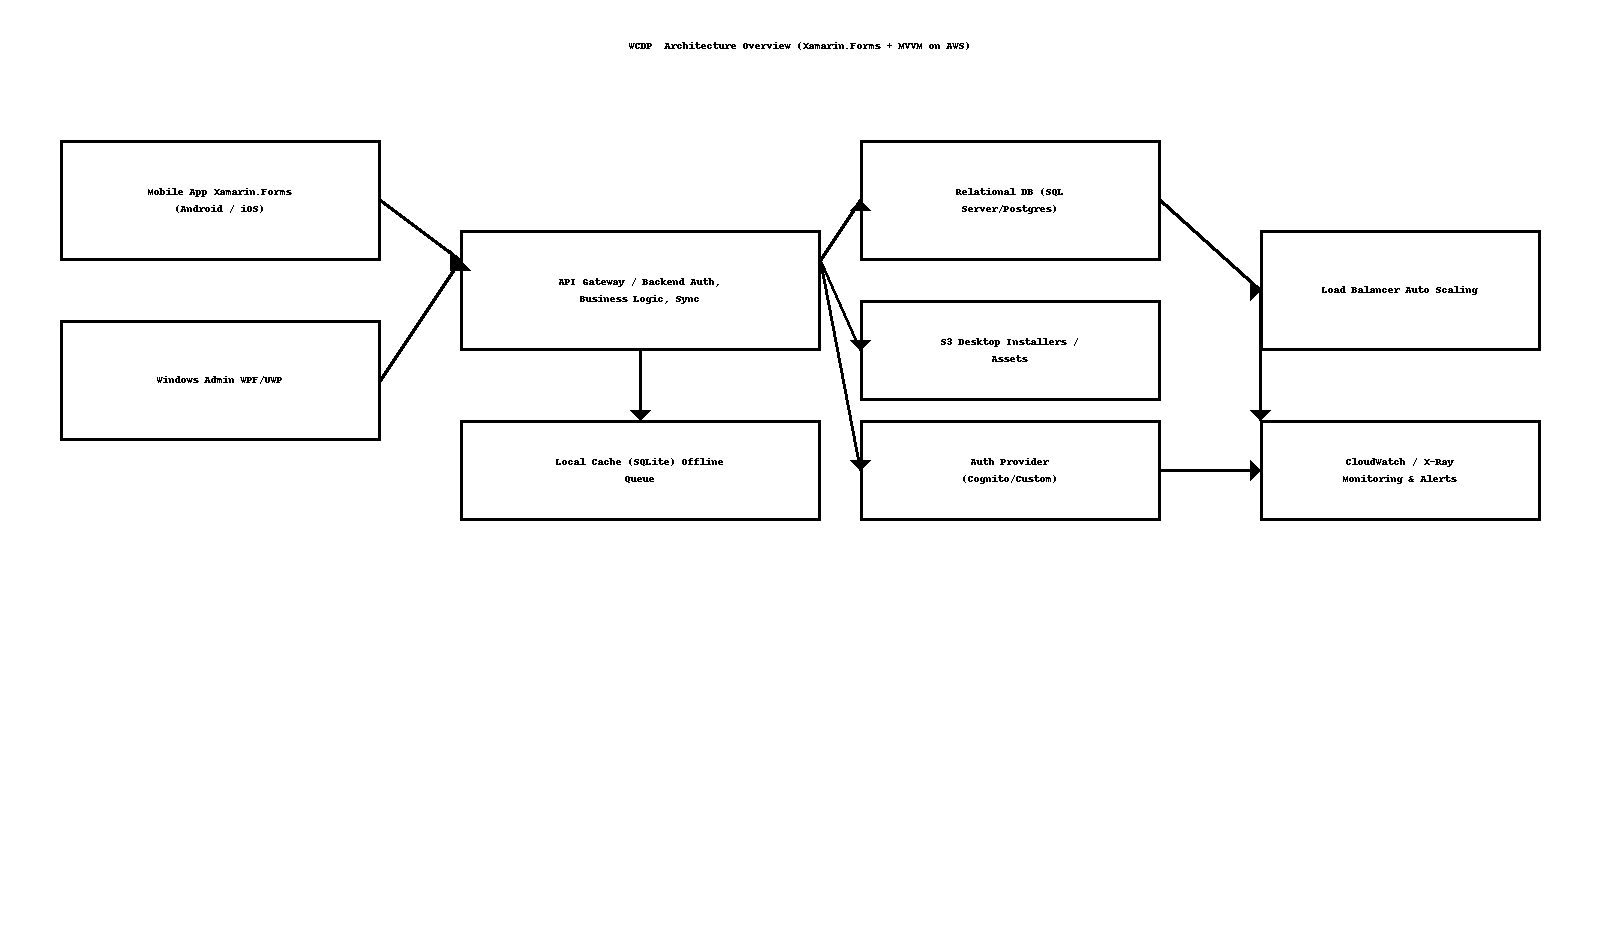 WCDP  Architecture Overview (Xamarin.Forms + MVVM on AWS)
Mobile App Xamarin.Forms
(Android / iOS)
Windows Admin WPF/UWP
API Gateway / Backend Auth,
Business Logic, Sync
Local Cache (SQLite) Offline
Queue
Relational DB (SQL
Server/Postgres)
S3 Desktop Installers /
Assets
Auth Provider
(Cognito/Custom)
Load Balancer Auto Scaling
CloudWatch / X-Ray
Monitoring & Alerts